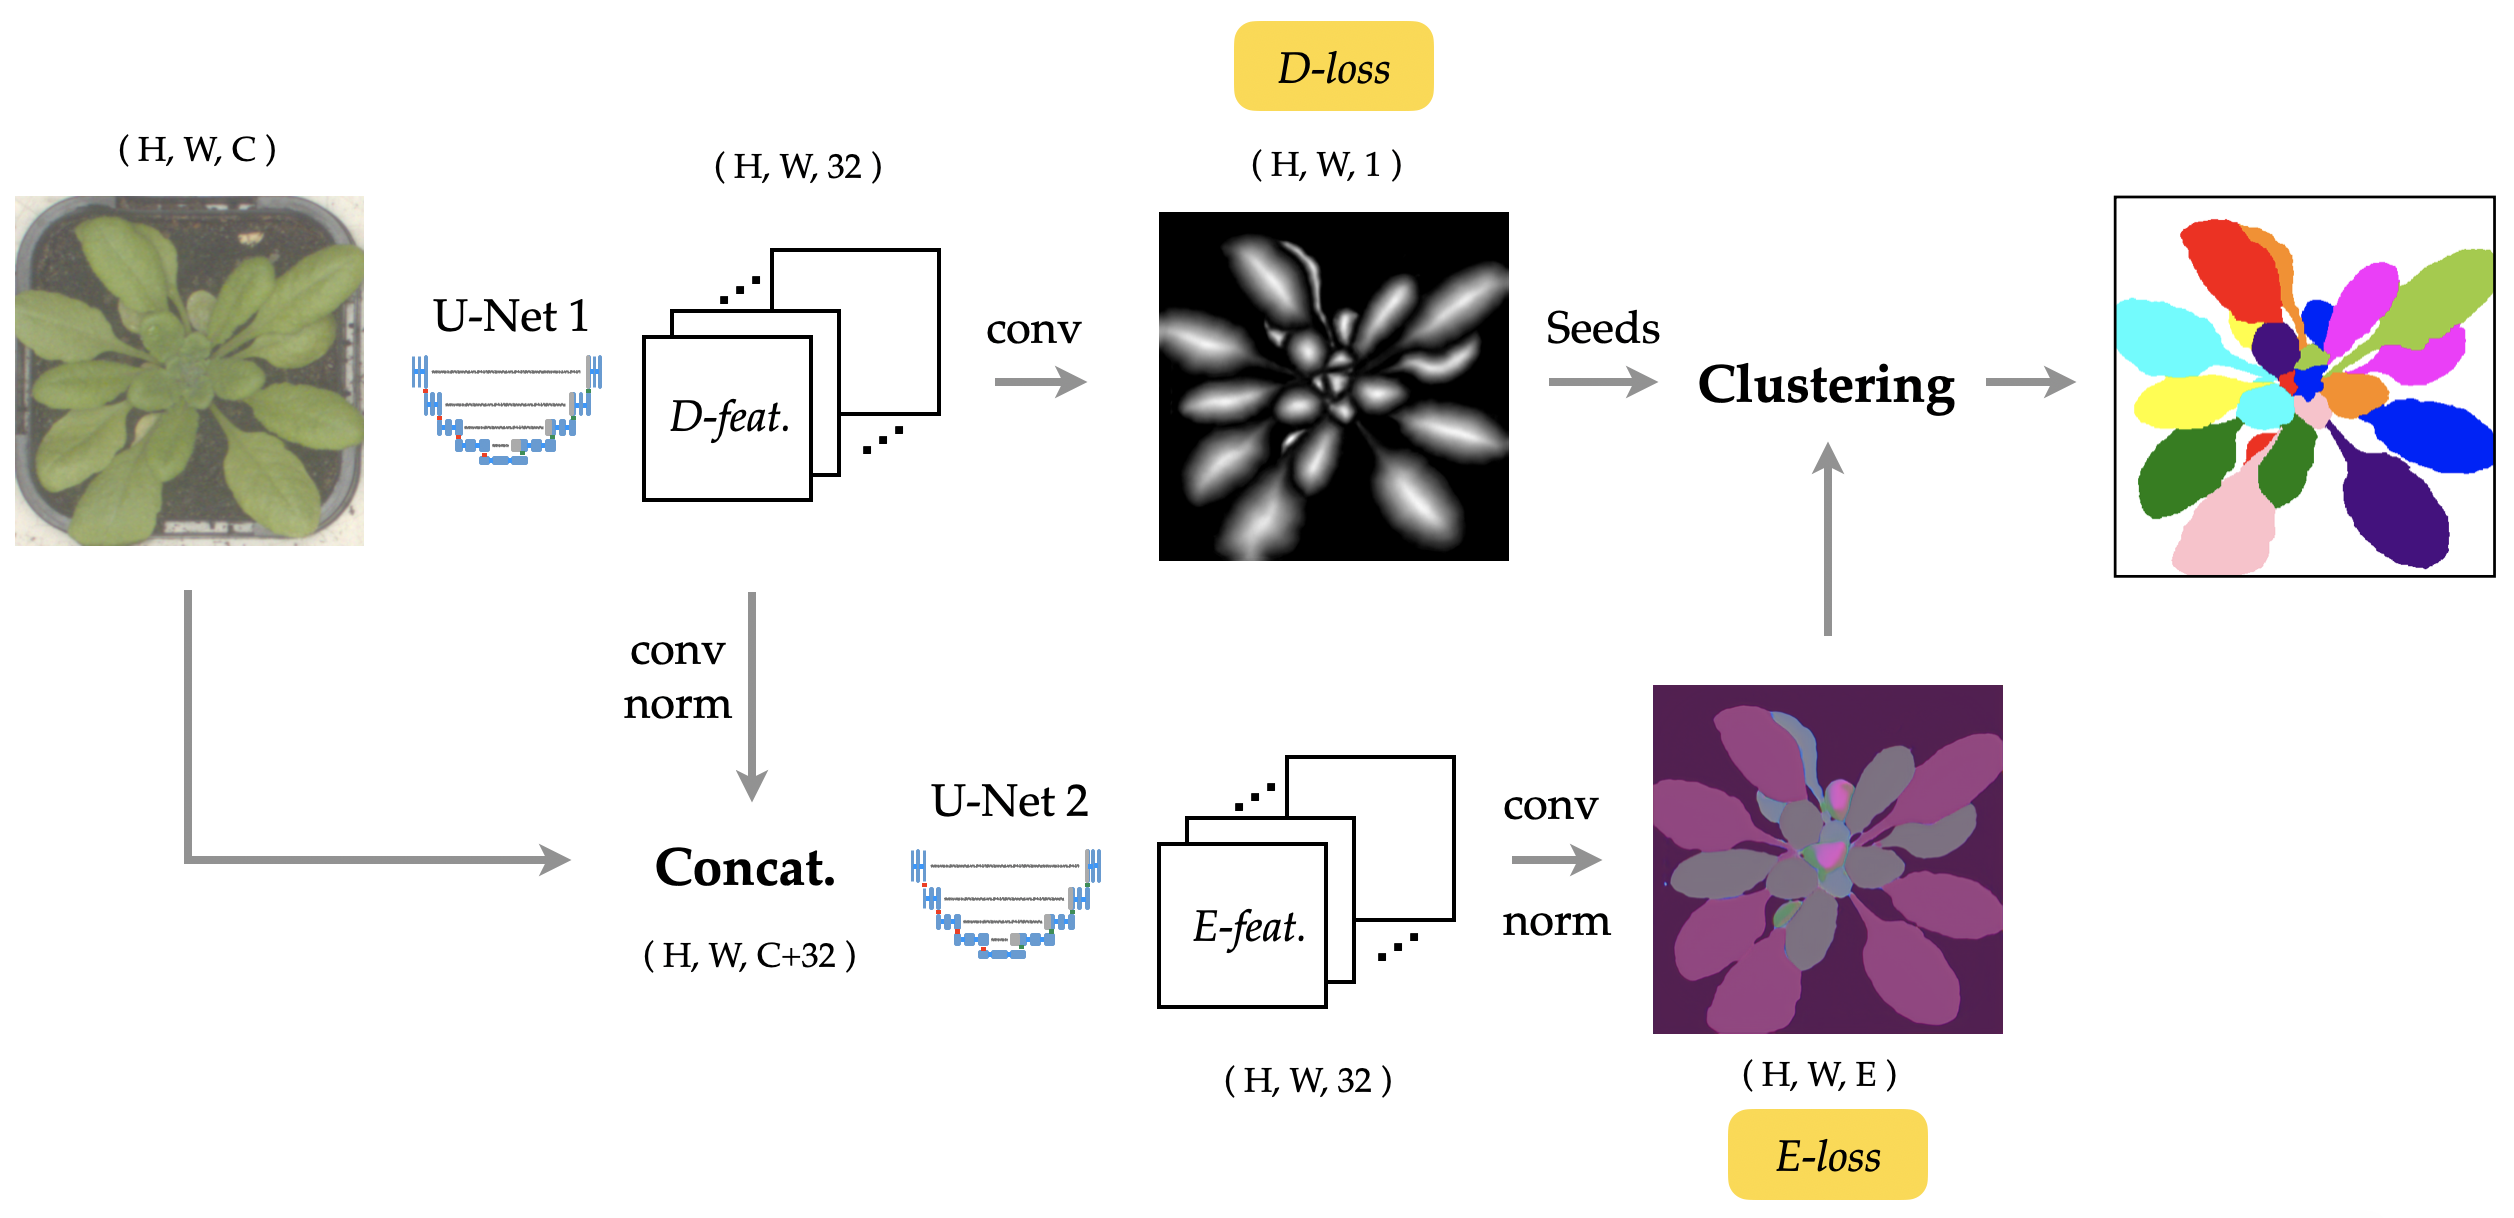 D-loss
( H, W, C )
( H, W, 32 )
( H, W, 1 )
U-Net 1
D-feat.
conv
Seeds
Clustering
conv
norm
Concat.
( H, W, C+32 )
U-Net 2
E-feat.
( H, W, 32 )
conv
norm
( H, W, E )
E-loss